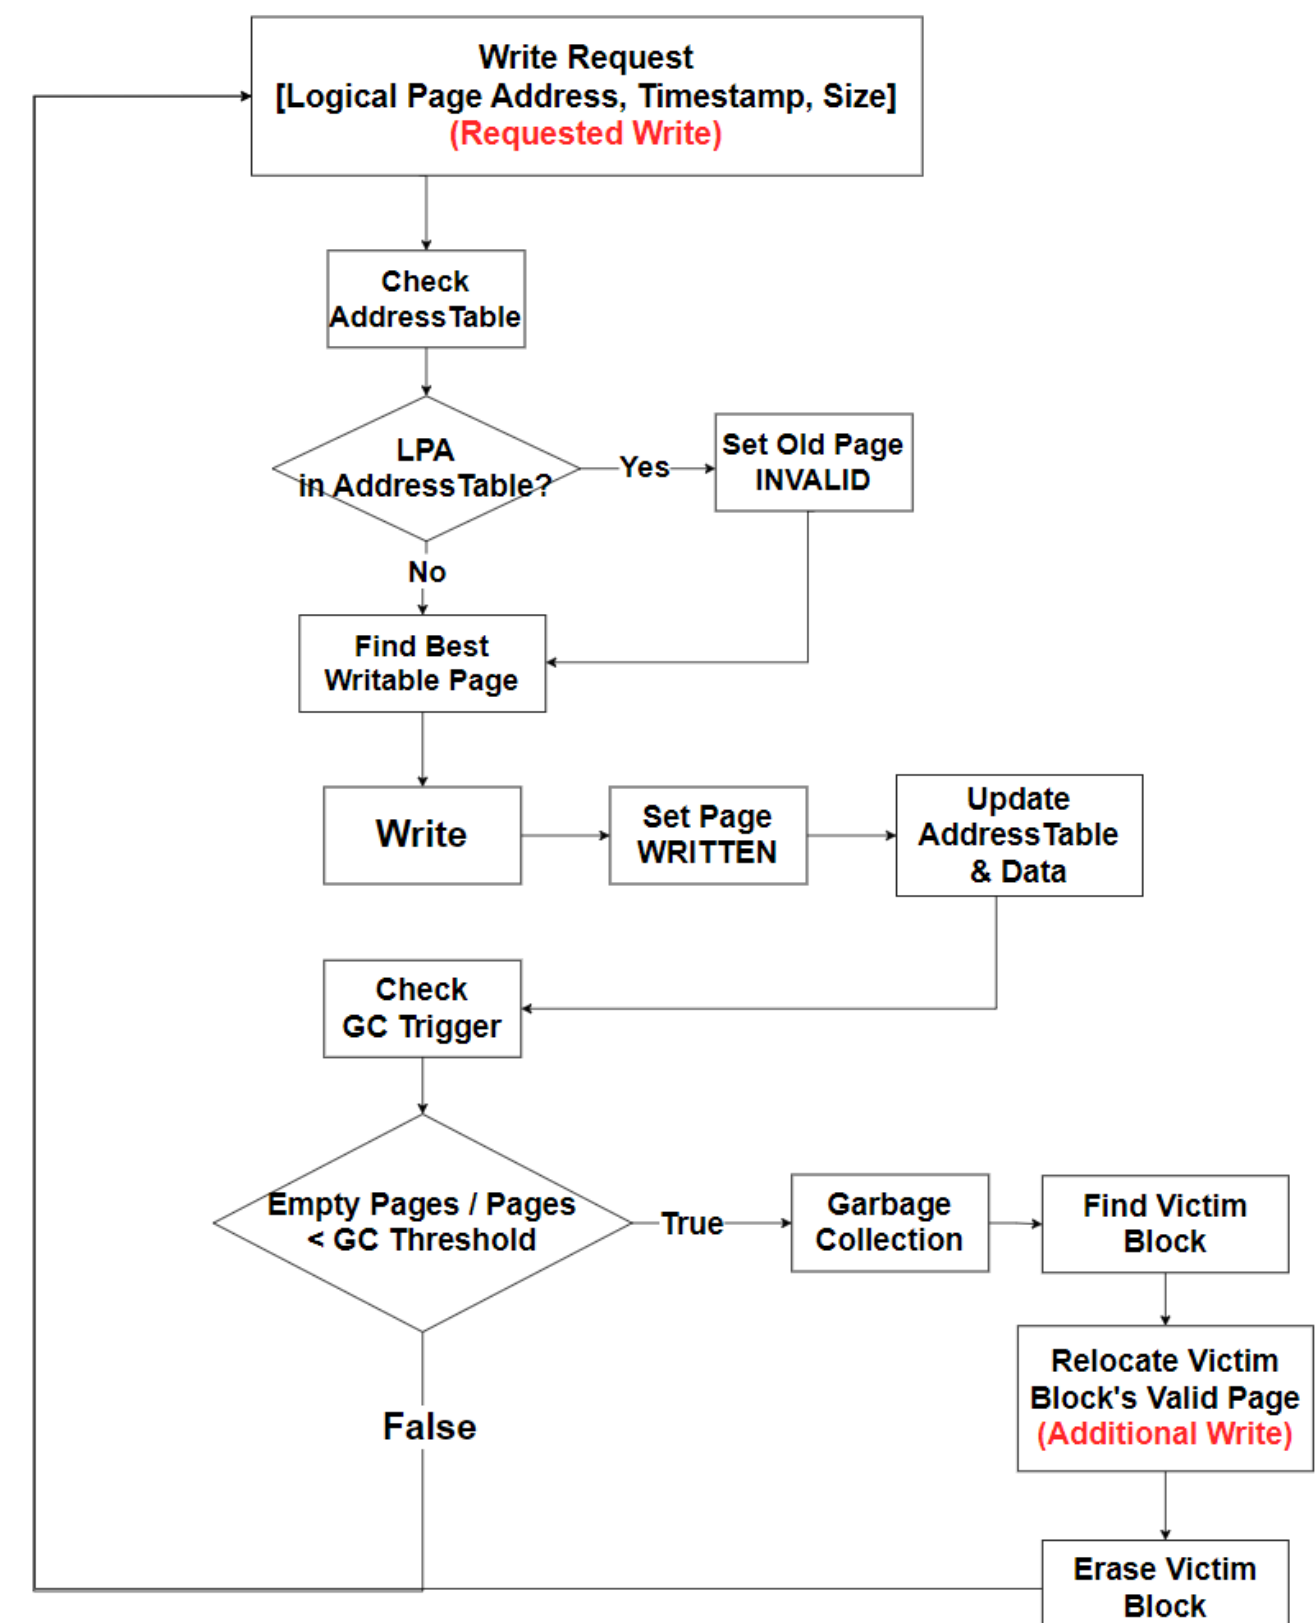 Write Request
[Logical Page Address, Timestamp, Size]
(Requested Write)
Check
AddressTable
LPA
in AddressTable?
Yes
Set Old Page
INVALID
No
Find Best
Writable Page
Write
Set Page
WRITTEN
Update
AddressTable
& Data
Check
GC Trigger
Empty Pages / Pages
< GC Threshold
True
Garbage
Collection
Find Victim
Block
Relocate Victim
Block's Valid Page
(Additional Write)
False
Erase Victim
Block